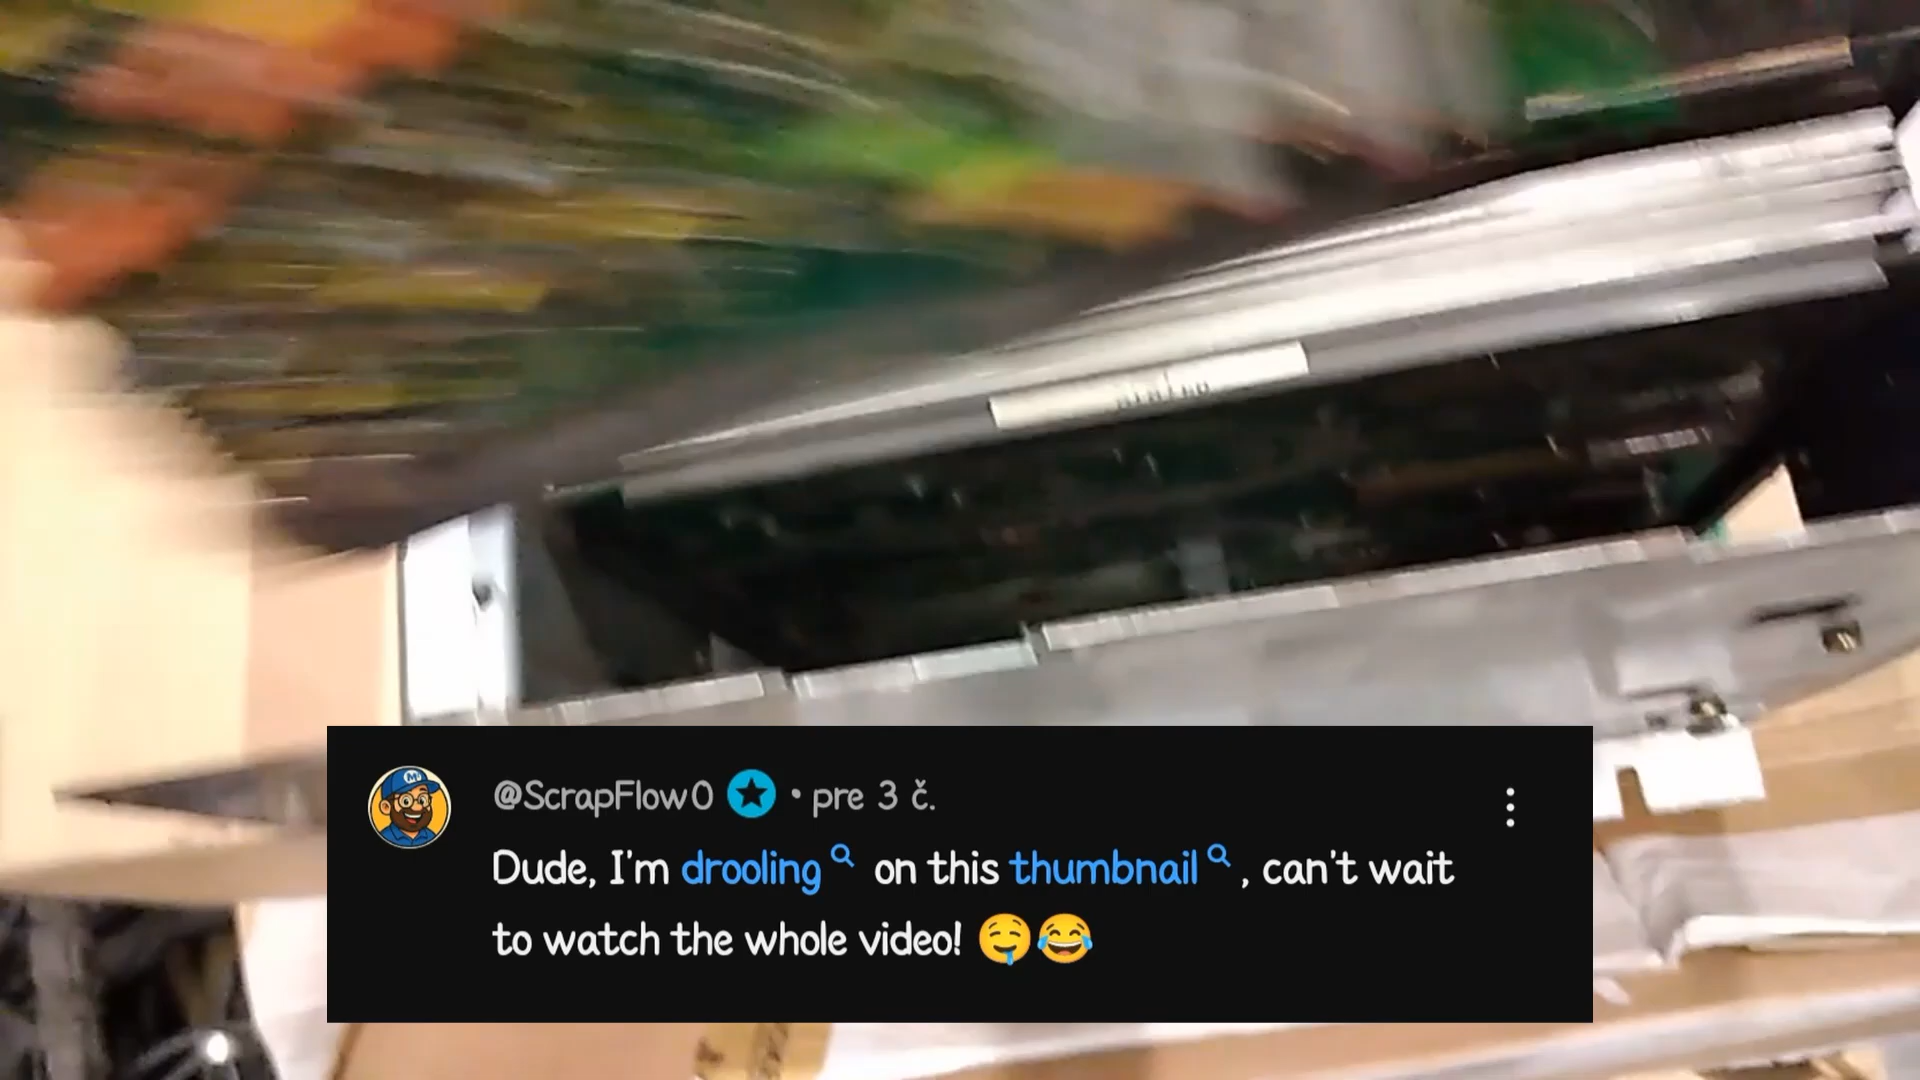 @ScrapFlow0 • pre 3 č.
Dude, I'm drooling on this thumbnail, can't wait
to watch the whole video! 🤤😂